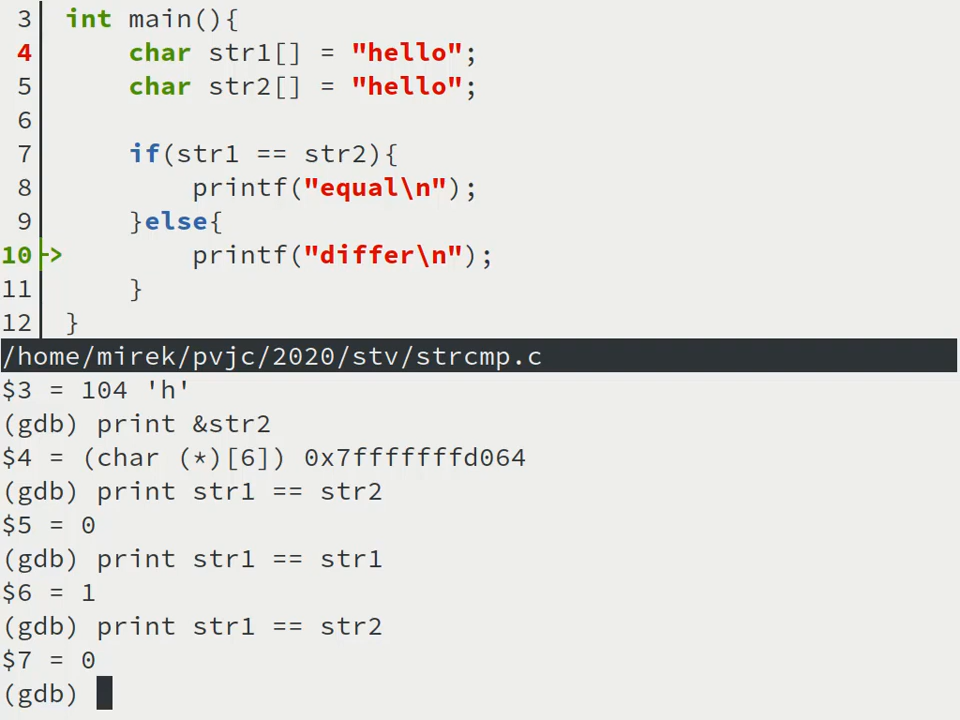 3 int main(){
4 char str1[] = "hello";
5 char str2[] = "hello";
6
7 if(str1 == str2){
8 printf("equal\n");
9 }else{
10-> printf("differ\n");
11 }
12 }
/home/mirek/pvjc/2020/stv/strcmp.c
$3 = 104 'h'
(gdb) print &str2
$4 = (char (*)[6]) 0x7fffffffd064
(gdb) print str1 == str2
$5 = 0
(gdb) print str1 == str1
$6 = 1
(gdb) print str1 == str2
$7 = 0
(gdb)